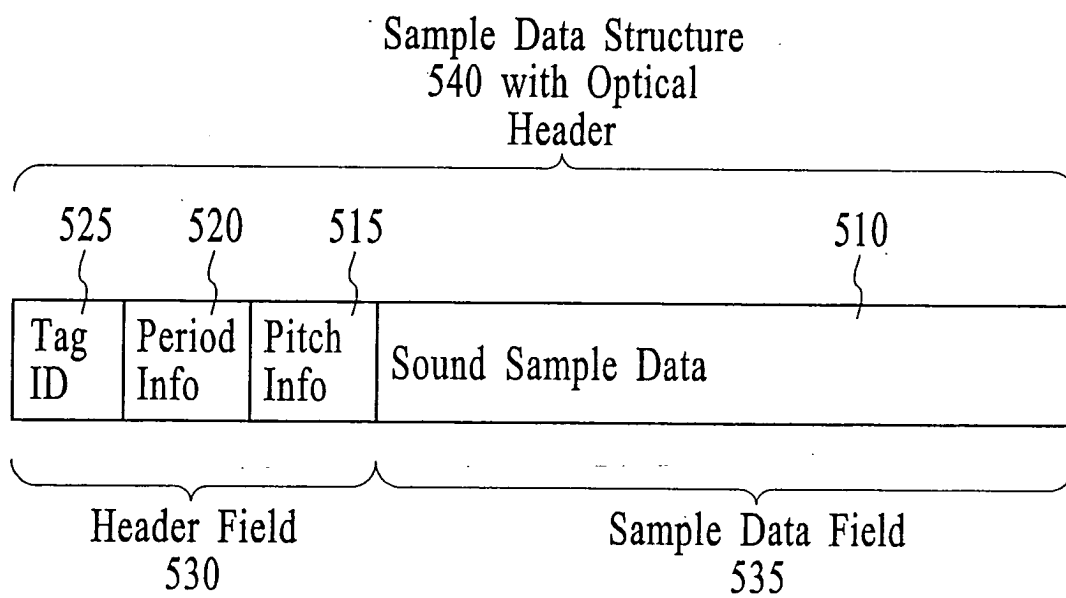 Sample Data Structure
540 with Optical
Header
525
520
515
510
Tag
ID
Period
Info
Pitch
Info
Sound Sample Data
Header Field
530
Sample Data Field
535